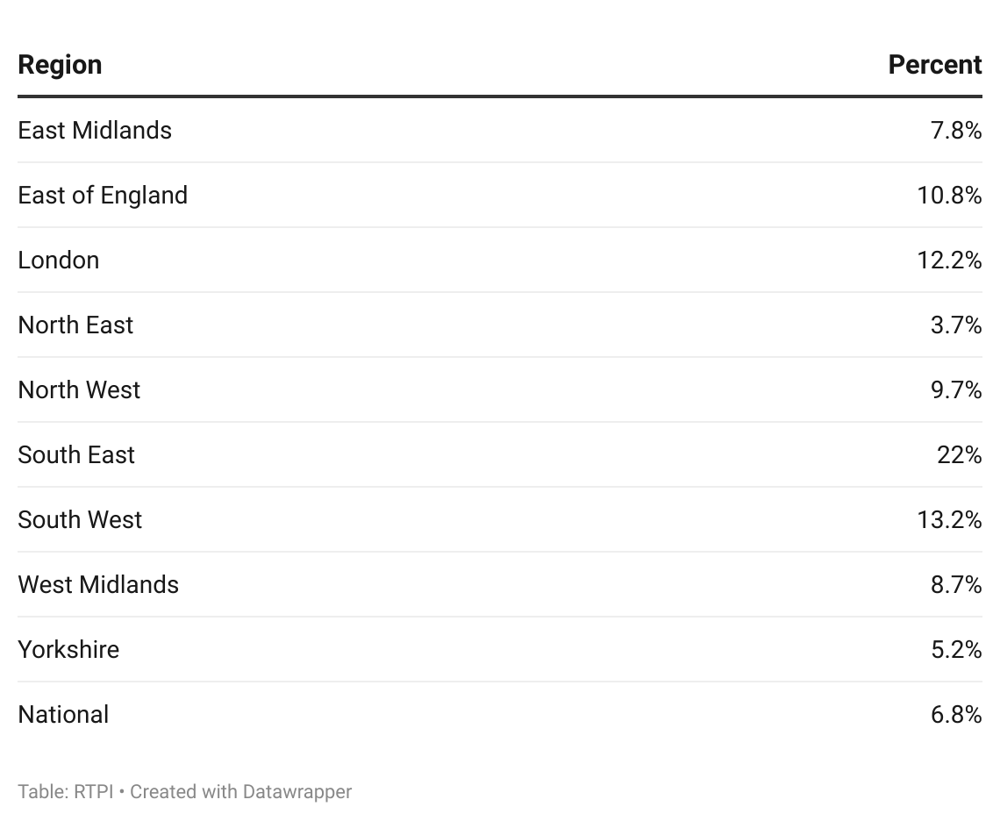 Region Percent
East Midlands 7.8%
East of England 10.8%
London 12.2%
North East 3.7%
North West 9.7%
South East 22%
South West 13.2%
West Midlands 8.7%
Yorkshire 5.2%
National 6.8%
Table: RTPI • Created with Datawrapper